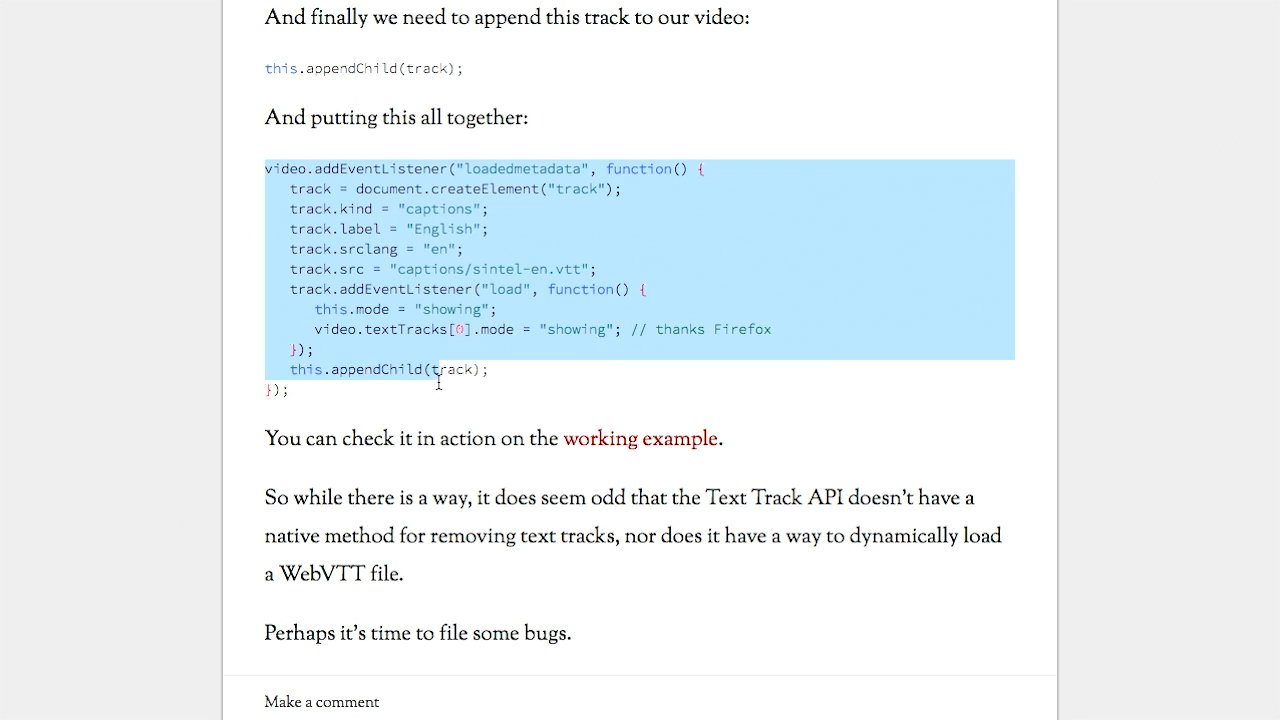 And finally we need to append this track to our video:
this.appendChild(track);
And putting this all together:
video.addEventListener("loadedmetadata", function() {
   track = document.createElement("track");
   track.kind = "captions";
   track.label = "English";
   track.srclang = "en";
   track.src = "captions/sintel-en.vtt";
   track.addEventListener("load", function() {
      this.mode = "showing";
      video.textTracks[0].mode = "showing"; // thanks Firefox
   });
   this.appendChild(track);
});
You can check it in action on the working example.
So while there is a way, it does seem odd that the Text Track API doesn't have a
native method for removing text tracks, nor does it have a way to dynamically load
a WebVTT file.
Perhaps it's time to file some bugs.
Make a comment